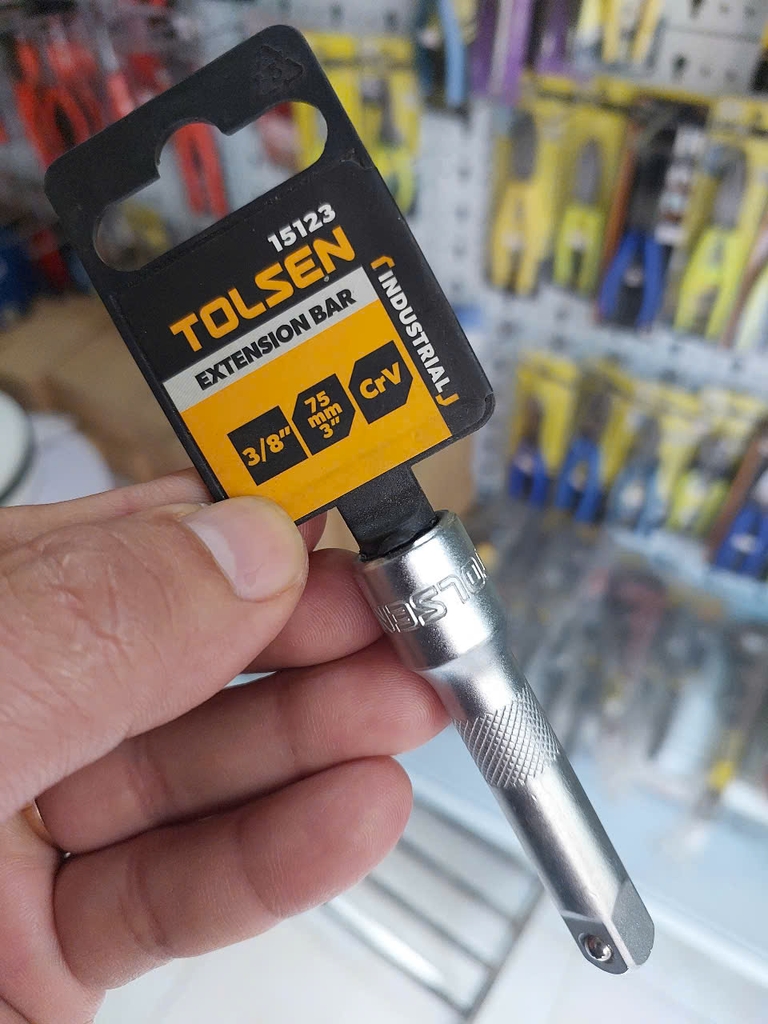 15123
TOLSEN
EXTENSION BAR
INDUSTRIAL
3/8"
75
mm
3"
CrV
TOLSEN